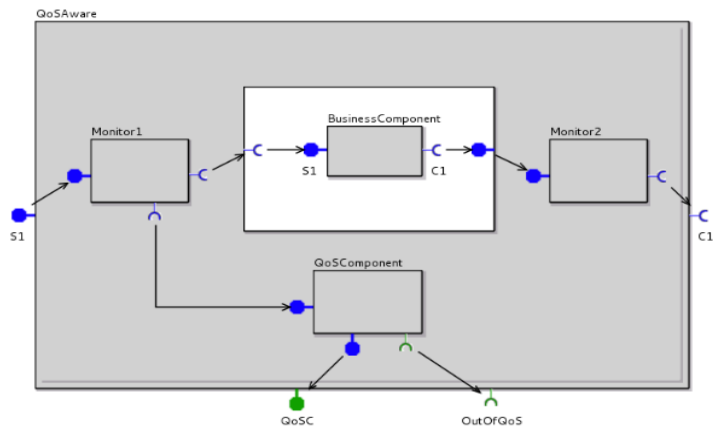 QoSAware
BusinessComponent
Monitor1
Monitor2
S1
C1
S1
C1
QoSComponent
QoSC
OutOfQoS